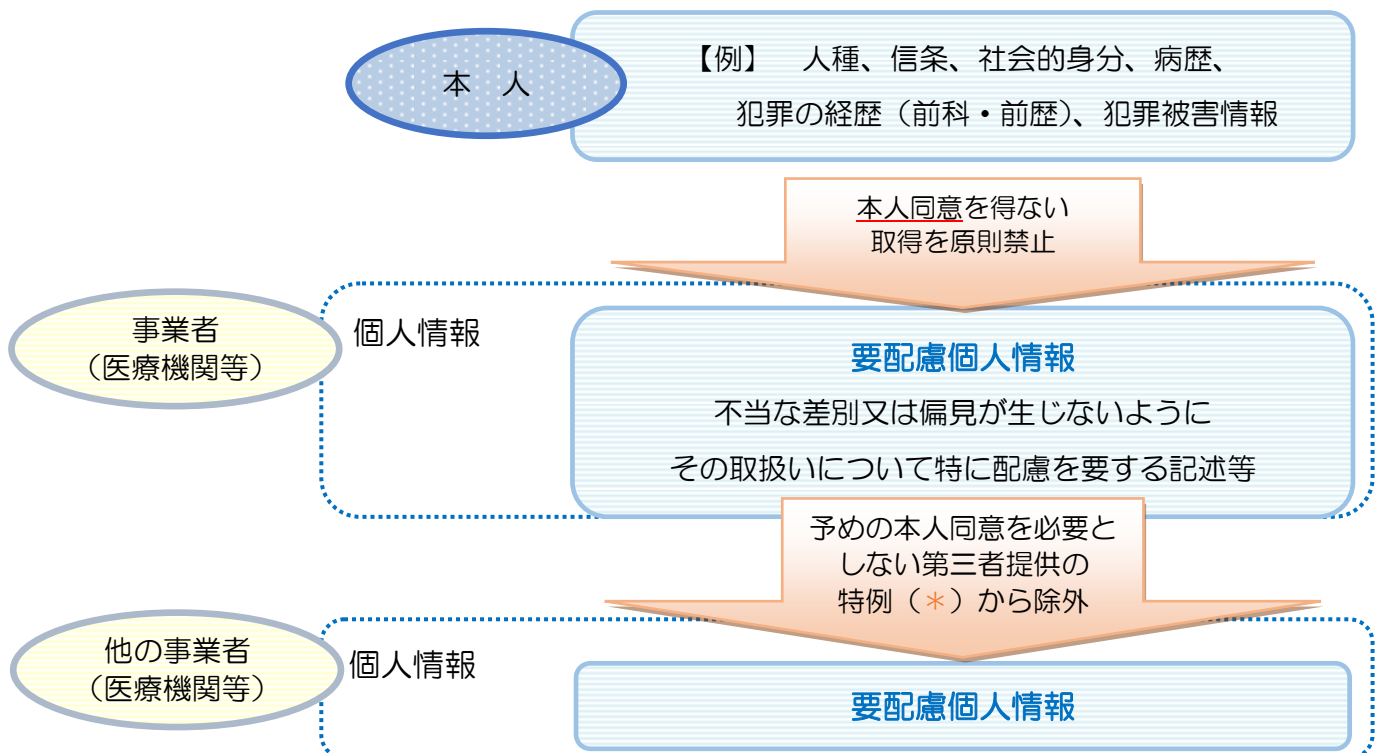 本　人
【例】　人種、信条、社会的身分、病歴、
犯罪の経歴（前科・前歴）、犯罪被害情報
本人同意を得ない
取得を原則禁止
事業者
（医療機関等）
個人情報
要配慮個人情報
不当な差別又は偏見が生じないように
その取扱いについて特に配慮を要する記述等
予めの本人同意を必要と
しない第三者提供の
特例（＊）から除外
他の事業者
（医療機関等）
個人情報
要配慮個人情報